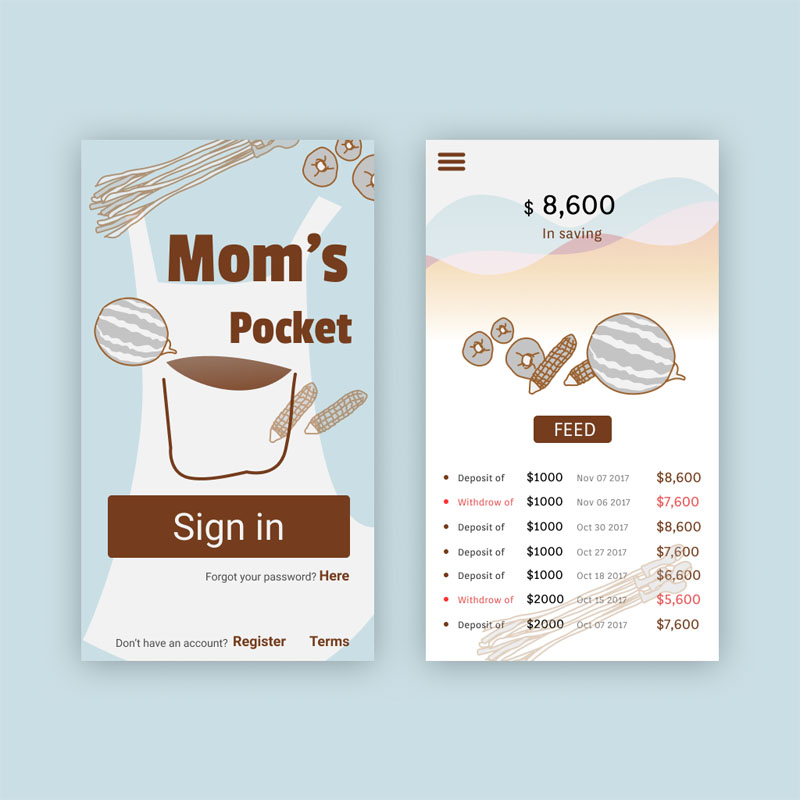 Mom's
Pocket
Sign in
Forgot your password? Here
Don't have an account? Register Terms
$ 8,600
In saving
FEED
Deposit of $1000 Nov 07 2017 $8,600
Withdrow of $1000 Nov 06 2017 $7,600
Deposit of $1000 Oct 30 2017 $8,600
Deposit of $1000 Oct 27 2017 $7,600
Deposit of $1000 Oct 18 2017 $6,600
Withdrow of $2000 Oct 15 2017 $5,600
Deposit of $2000 Oct 07 2017 $7,600